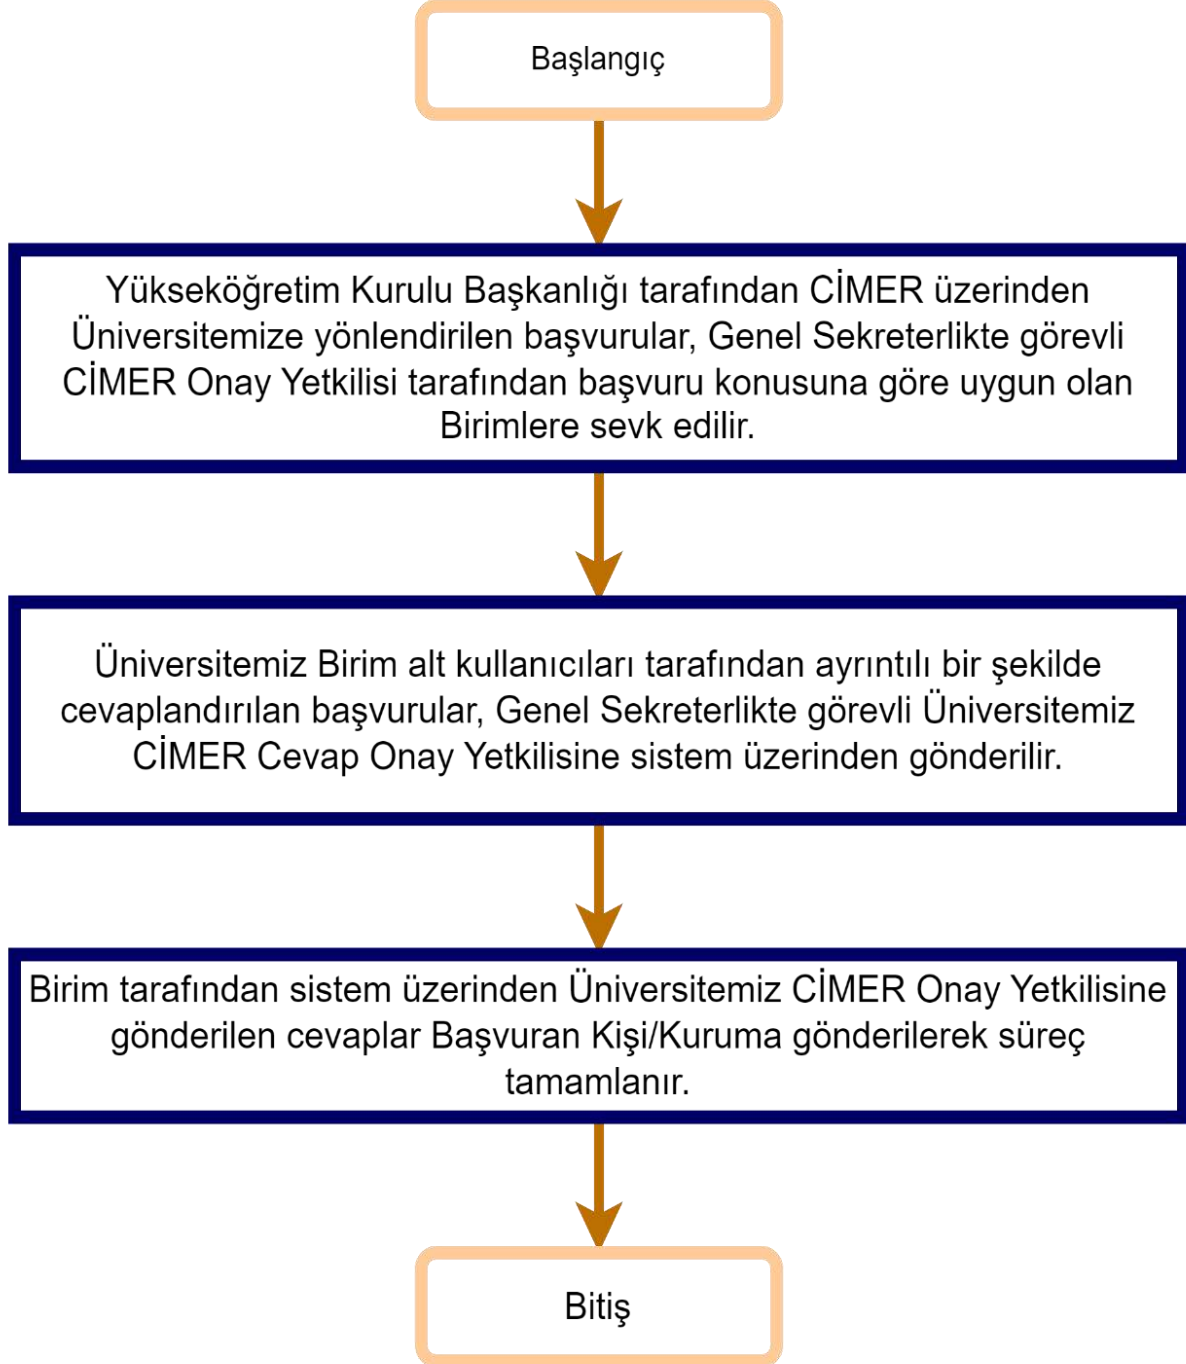 Başlangıç
Yükseköğretim Kurulu Başkanlığı tarafından CİMER üzerinden
Üniversitemize yönlendirilen başvurular, Genel Sekreterlikte görevli
CİMER Onay Yetkilisi tarafından başvuru konusuna göre uygun olan
Birimlere sevk edilir.
Üniversitemiz Birim alt kullanıcıları tarafından ayrıntılı bir şekilde
cevaplandırılan başvurular, Genel Sekreterlikte görevli Üniversitemiz
CİMER Cevap Onay Yetkilisine sistem üzerinden gönderilir.
Birim tarafından sistem üzerinden Üniversitemiz CİMER Onay Yetkilisine
gönderilen cevaplar Başvuran Kişi/Kuruma gönderilerek süreç
tamamlanır.
Bitiş